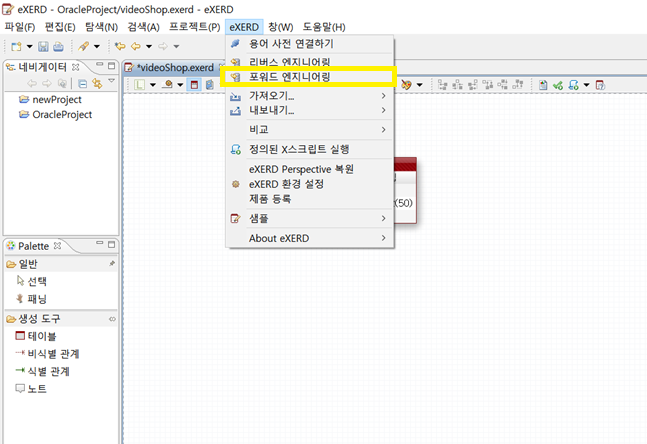 eXERD - OracleProject/videoShop.exerd - eXERD
파일(F) 편집(E) 탐색(N) 검색(A) 프로젝트(P) eXERD 창(W) 도움말(H)
용어 사전 연결하기
리버스 엔지니어링
포워드 엔지니어링
가져오기...
내보내기...
비교
정의된 X스크립트 실행
eXERD Perspective 복원
eXERD 환경 설정
제품 등록
샘플
About eXERD
네비게이터
newProject
OracleProject
*videoShop.exerd
(50)
Palette
일반
선택
패닝
생성 도구
테이블
비식별 관계
식별 관계
노트